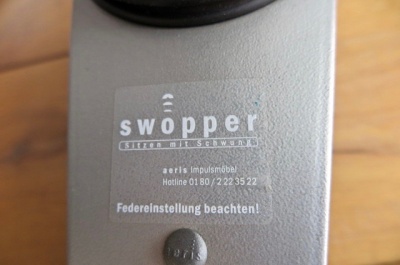 swopper
Sitzen mit Schwung
aeris Impulsmöbel
Hotline 01 80 / 2 22 35 22
Federeinstellung beachten!
aeris